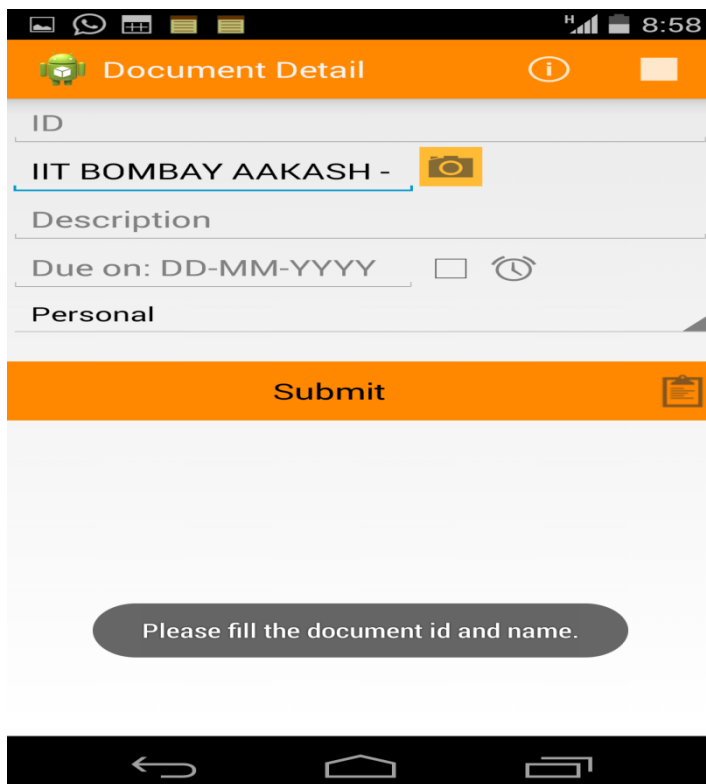 H 8:58
Document Detail
ID
IIT BOMBAY AAKASH -
Description
Due on: DD-MM-YYYY
Personal
Submit
Please fill the document id and name.